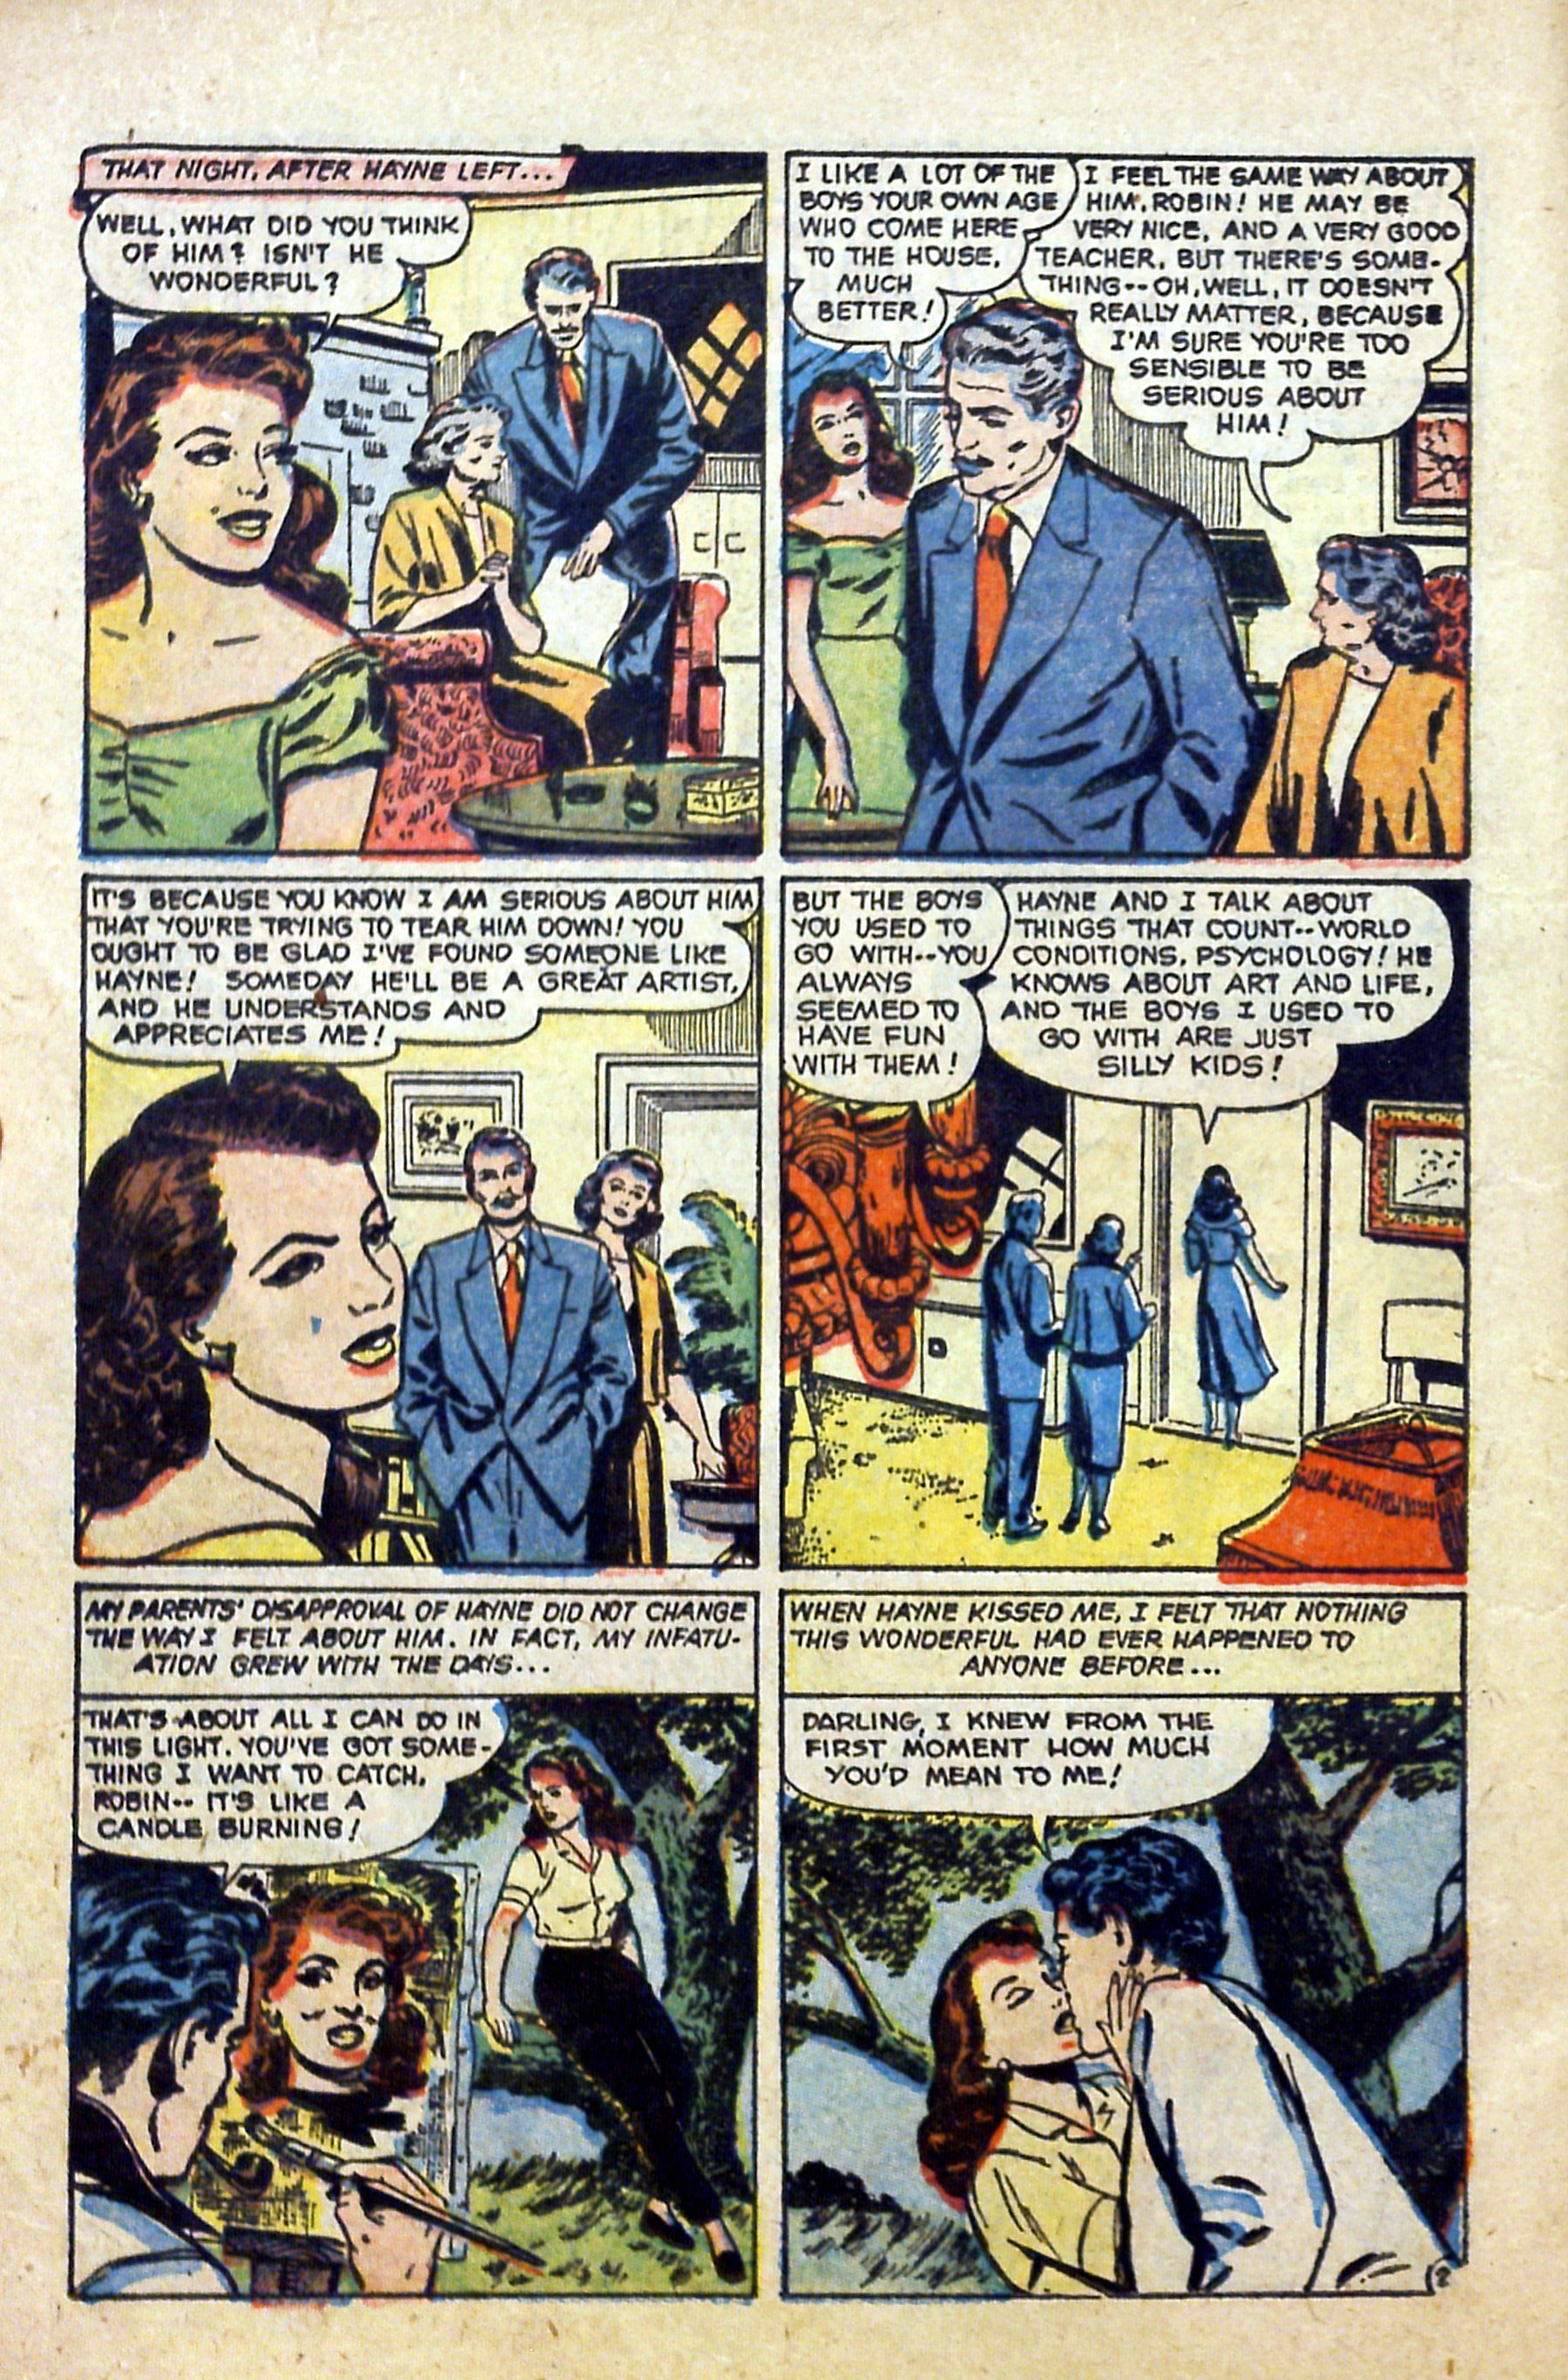 THAT NIGHT, AFTER HAYNE LEFT...
WELL, WHAT DID YOU THINK
OF HIM? ISN'T HE
WONDERFUL?
I LIKE A LOT OF THE
BOYS YOUR OWN AGE
WHO COME HERE
TO THE HOUSE,
MUCH
BETTER!
I FEEL THE SAME WAY ABOUT
HIM, ROBIN! HE MAY BE
VERY NICE, AND A VERY GOOD
TEACHER, BUT THERE'S SOME-
THING--OH, WELL, IT DOESN'T
REALLY MATTER, BECAUSE
I'M SURE YOU'RE TOO
SENSIBLE TO BE
SERIOUS ABOUT
HIM!
IT'S BECAUSE YOU KNOW I AM SERIOUS ABOUT HIM
THAT YOU'RE TRYING TO TEAR HIM DOWN! YOU
OUGHT TO BE GLAD I'VE FOUND SOMEONE LIKE
HAYNE! SOMEDAY HE'LL BE A GREAT ARTIST,
AND HE UNDERSTANDS AND
APPRECIATES ME!
BUT THE BOYS
YOU USED TO
GO WITH--YOU
ALWAYS
SEEMED TO
HAVE FUN
WITH THEM!
HAYNE AND I TALK ABOUT
THINGS THAT COUNT--WORLD
CONDITIONS, PSYCHOLOGY! HE
KNOWS ABOUT ART AND LIFE,
AND THE BOYS I USED TO
GO WITH ARE JUST
SILLY KIDS!
MY PARENTS' DISAPPROVAL OF HAYNE DID NOT CHANGE
THE WAY I FELT ABOUT HIM. IN FACT, MY INFATU-
ATION GREW WITH THE DAYS...
THAT'S ABOUT ALL I CAN DO IN
THIS LIGHT. YOU'VE GOT SOME-
THING I WANT TO CATCH,
ROBIN-- IT'S LIKE A
CANDLE BURNING!
WHEN HAYNE KISSED ME, I FELT THAT NOTHING
THIS WONDERFUL HAD EVER HAPPENED TO
ANYONE BEFORE...
DARLING, I KNEW FROM THE
FIRST MOMENT HOW MUCH
YOU'D MEAN TO ME!
2